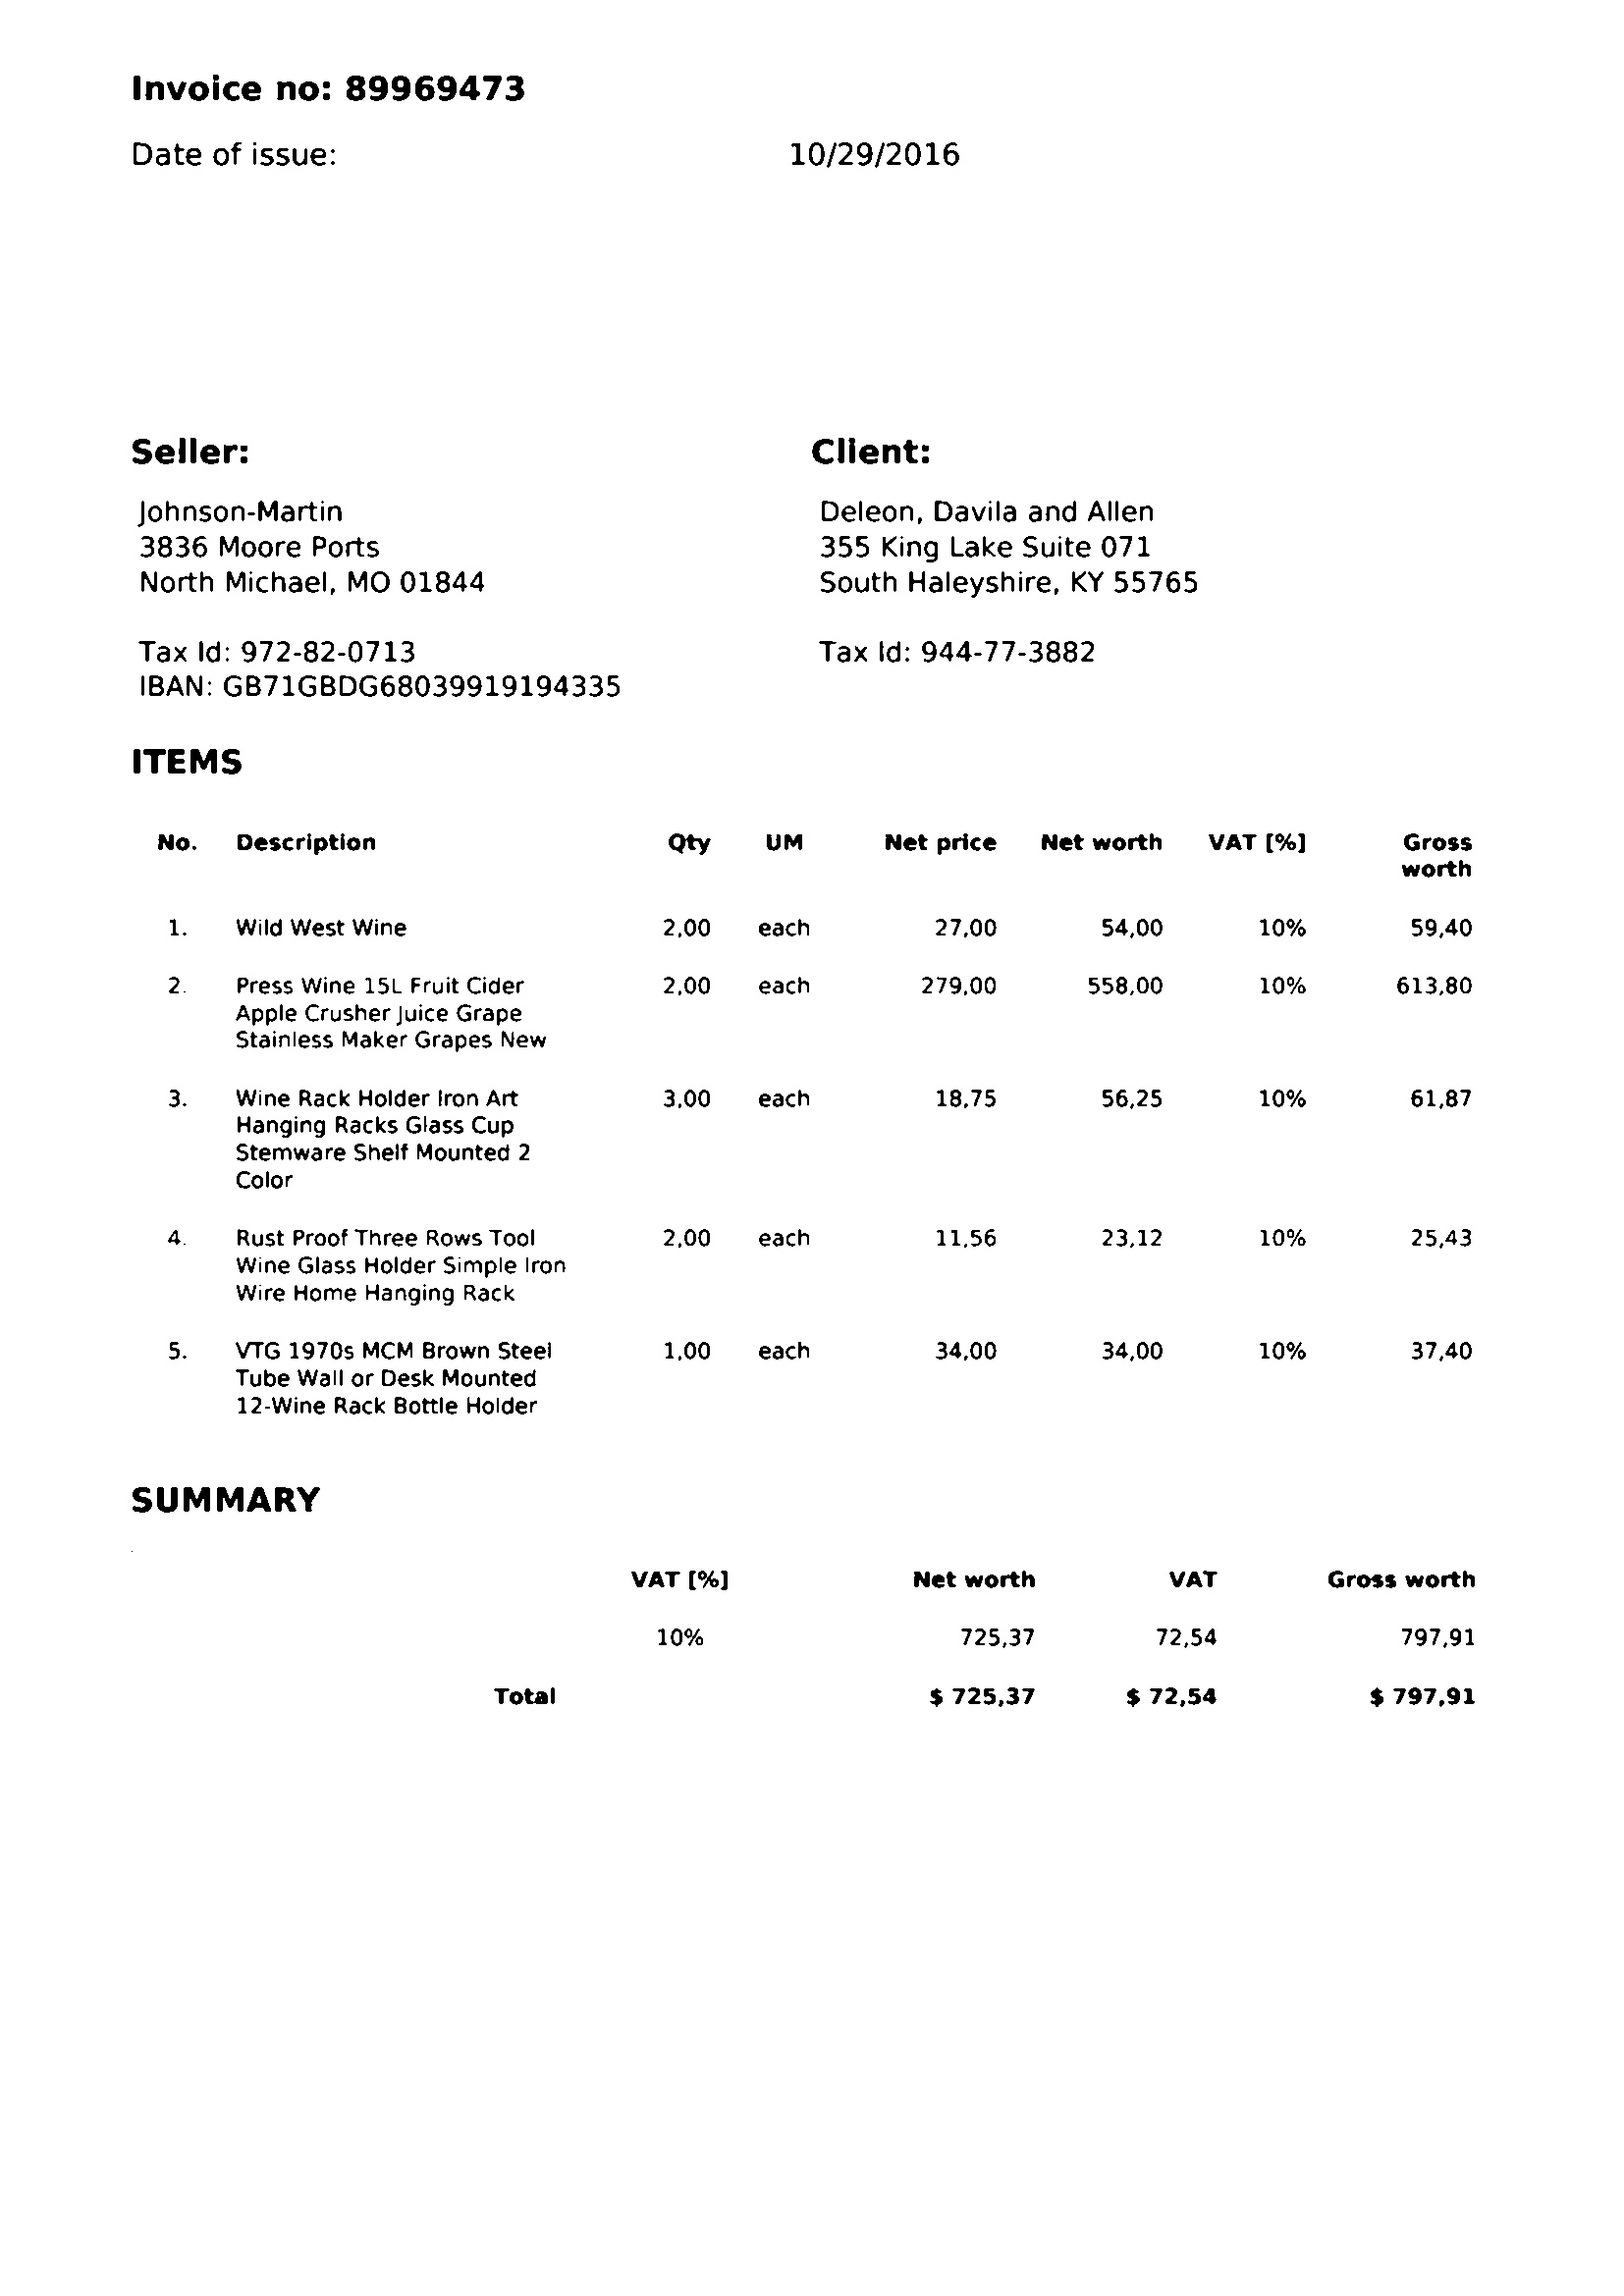 Invoice no: 89969473
Date of issue: 10/29/2016
Seller: Client:
Johnson-Martin Deleon, Davila and Allen
3836 Moore Ports 355 King Lake Suite 071
North Michael, MO 01844 South Haleyshire, KY 55765
Tax Id: 972-82-0713 Tax Id: 944-77-3882
IBAN: GB71GBDG68039919194335
ITEMS
No. Description Qty UM Net price Net worth VAT [%] Gross
worth
1. Wild West Wine 2,00 each 27,00 54,00 10% 59,40
2. Press Wine 15L Fruit Cider 2,00 each 279,00 558,00 10% 613,80
Apple Crusher Juice Grape
Stainless Maker Grapes New
3. Wine Rack Holder Iron Art 3,00 each 18,75 56,25 10% 61,87
Hanging Racks Glass Cup
Stemware Shelf Mounted 2
Color
4. Rust Proof Three Rows Tool 2,00 each 11,56 23,12 10% 25,43
Wine Glass Holder Simple Iron
Wire Home Hanging Rack
5. VTG 1970s MCM Brown Steel 1,00 each 34,00 34,00 10% 37,40
Tube Wall or Desk Mounted
12-Wine Rack Bottle Holder
SUMMARY
VAT [%] Net worth VAT Gross worth
10% 725,37 72,54 797,91
Total $ 725,37 $ 72,54 $ 797,91